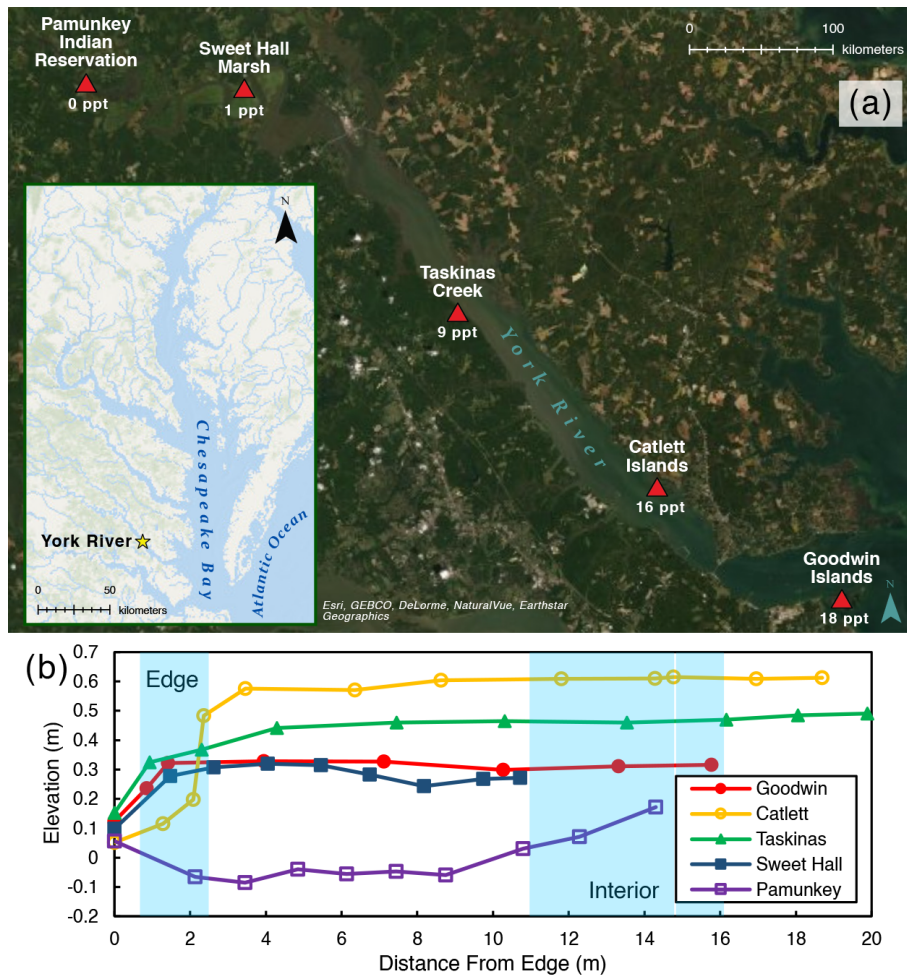 Pamunkey
Indian
Reservation
0 ppt
Sweet Hall
Marsh
1 ppt
0 100
kilometers
(a)
N
Taskinas
Creek
9 ppt
York River
Catlett
Islands
16 ppt
Goodwin
Islands
18 ppt
N
Chesapeake Bay
Atlantic Ocean
York River
0 50
kilometers
Esri, GEBCO, DeLorme, NaturalVue, Earthstar
Geographics
(b)
Edge
Interior
Elevation (m)
0.7
0.6
0.5
0.4
0.3
0.2
0.1
0
-0.1
-0.2
Goodwin
Catlett
Taskinas
Sweet Hall
Pamunkey
0 2 4 6 8 10 12 14 16 18 20
Distance From Edge (m)